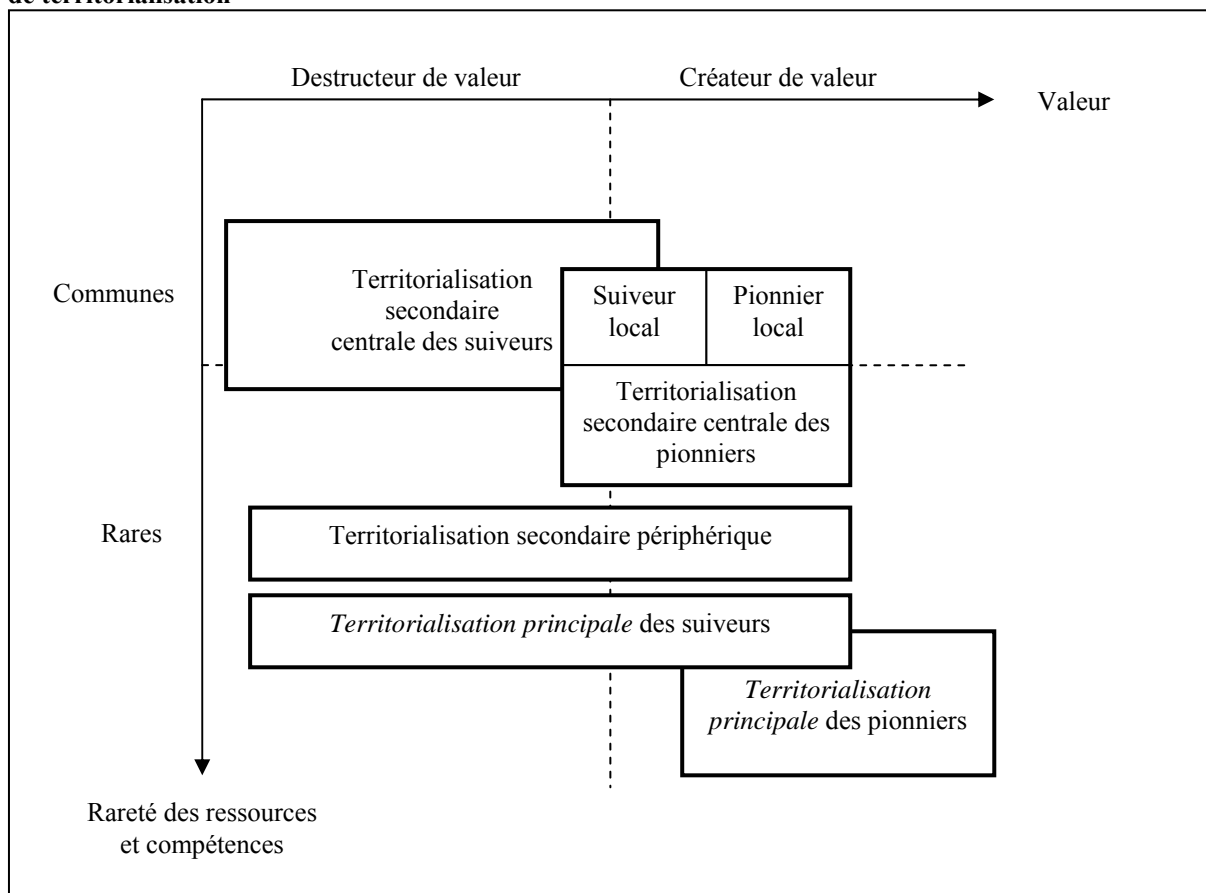 de territorialisation
Destructeur de valeur
Créateur de valeur
Valeur
Communes
Territorialisation
secondaire
centrale des suiveurs
Suiveur
local
Pionnier
local
Territorialisation
secondaire centrale des
pionniers
Rares
Territorialisation secondaire périphérique
Territorialisation principale des suiveurs
Territorialisation
principale des pionniers
Rareté des ressources
et compétences